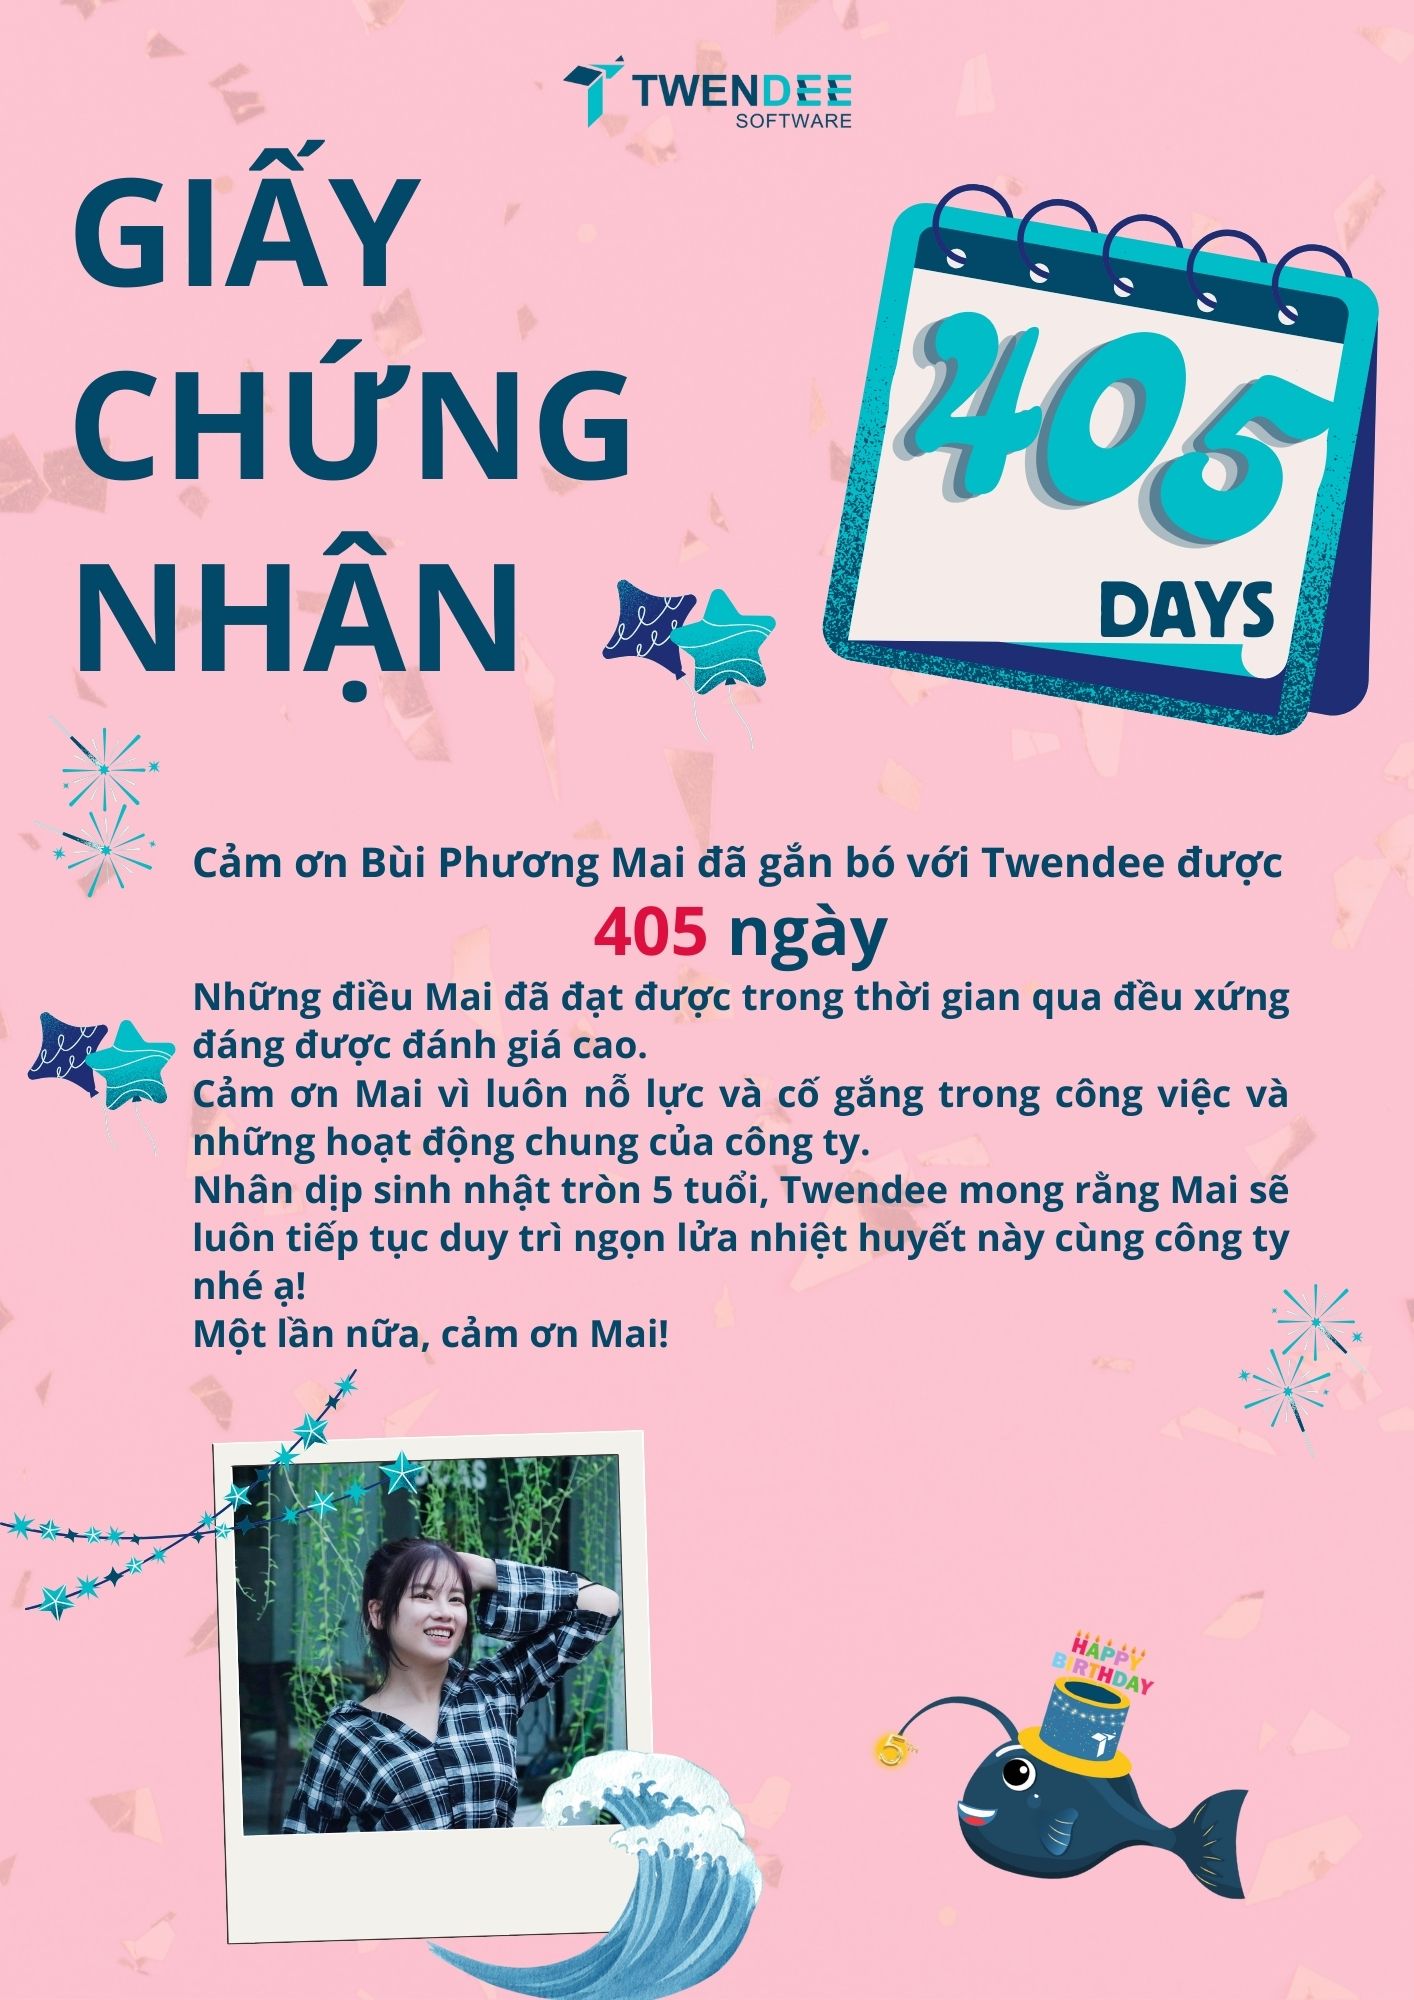 TWENDEE
SOFTWARE
GIẤY
CHỨNG
NHẬN
405
DAYS
Cảm ơn Bùi Phương Mai đã gắn bó với Twendee được
405 ngày
Những điều Mai đã đạt được trong thời gian qua đều xứng
đáng được đánh giá cao.
Cảm ơn Mai vì luôn nỗ lực và cố gắng trong công việc và
những hoạt động chung của công ty.
Nhân dịp sinh nhật tròn 5 tuổi, Twendee mong rằng Mai sẽ
luôn tiếp tục duy trì ngọn lửa nhiệt huyết này cùng công ty
nhé ạ!
Một lần nữa, cảm ơn Mai!
HAPPY
BIRTHDAY
5